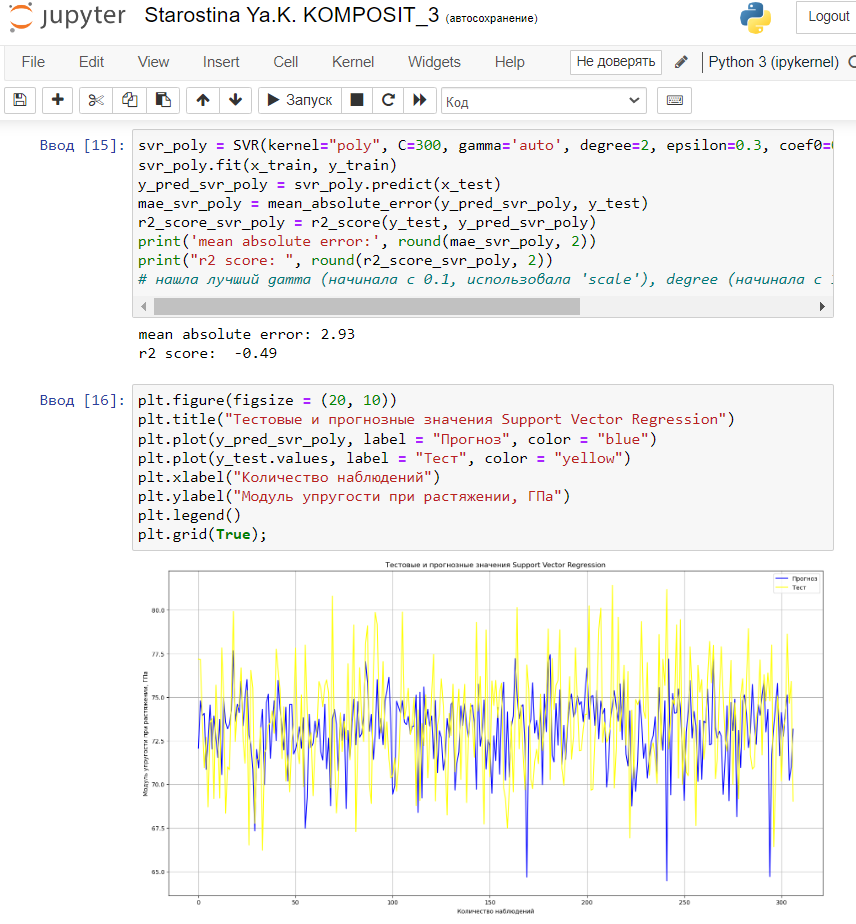 jupyter Starostina Ya.K. KOMPOSIT_3 (автосохранение)
Logout
File Edit View Insert Cell Kernel Widgets Help Не доверять Python 3 (ipykernel)
Запуск Код
Ввод [15]:
svr_poly = SVR(kernel="poly", C=300, gamma='auto', degree=2, epsilon=0.3, coef0=
svr_poly.fit(x_train, y_train)
y_pred_svr_poly = svr_poly.predict(x_test)
mae_svr_poly = mean_absolute_error(y_pred_svr_poly, y_test)
r2_score_svr_poly = r2_score(y_test, y_pred_svr_poly)
print('mean absolute error:', round(mae_svr_poly, 2))
print("r2 score: ", round(r2_score_svr_poly, 2))
# нашла лучший gamma (начинала с 0.1, использовала 'scale'), degree (начинала с
mean absolute error: 2.93
r2 score:  -0.49
Ввод [16]:
plt.figure(figsize = (20, 10))
plt.title("Тестовые и прогнозные значения Support Vector Regression")
plt.plot(y_pred_svr_poly, label = "Прогноз", color = "blue")
plt.plot(y_test.values, label = "Тест", color = "yellow")
plt.xlabel("Количество наблюдений")
plt.ylabel("Модуль упругости при растяжении, ГПа")
plt.legend()
plt.grid(True);
Тестовые и прогнозные значения Support Vector Regression
Прогноз
Тест
80.0
77.5
75.0
72.5
70.0
67.5
65.0
Модуль упругости при растяжении, ГПа
0 50 100 150 200 250 300
Количество наблюдений